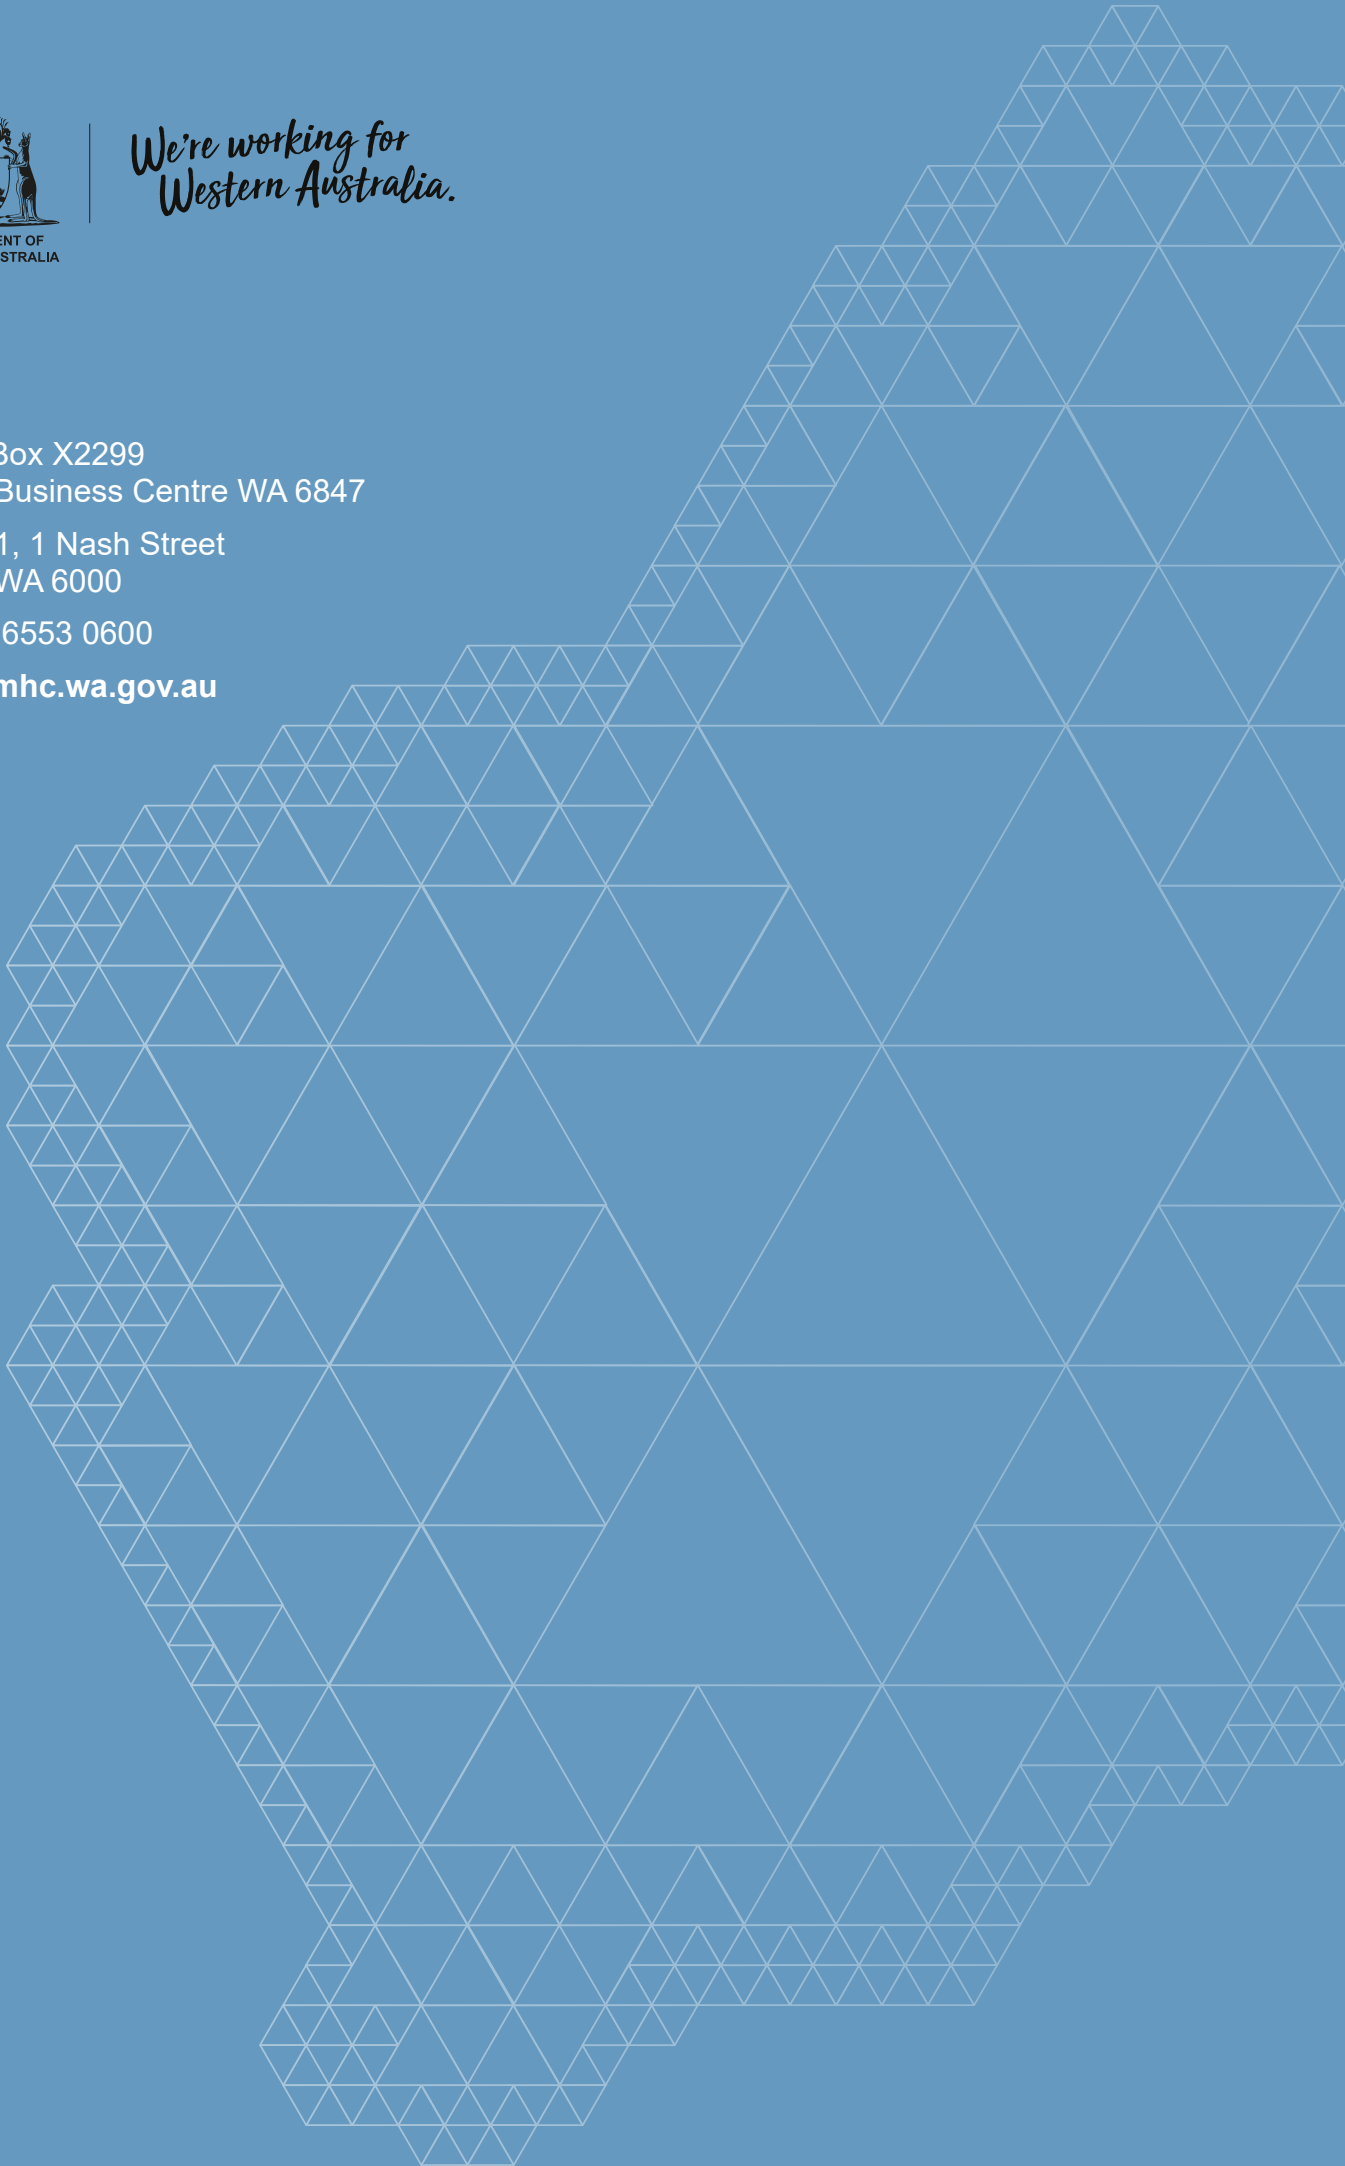 We're working for
Western Australia.
ENT OF
STRALIA
Box X2299
Business Centre WA 6847
1, 1 Nash Street
WA 6000
6553 0600
mhc.wa.gov.au